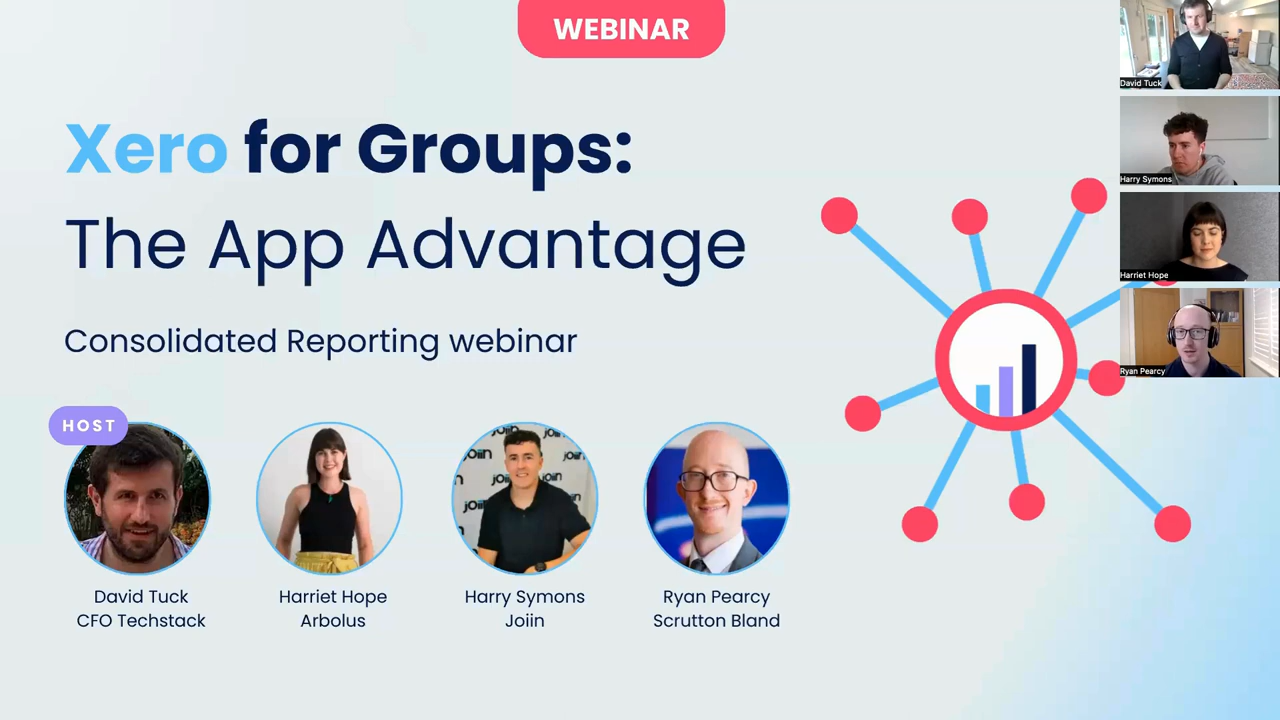 WEBINAR
Xero for Groups:
The App Advantage
Consolidated Reporting webinar
HOST
David Tuck
CFO Techstack
Harriet Hope
Arbolus
joiin
Harry Symons
Joiin
Ryan Pearcy
Scrutton Bland
David Tuck
Harry Symons
Harriet Hope
Ryan Pearcy